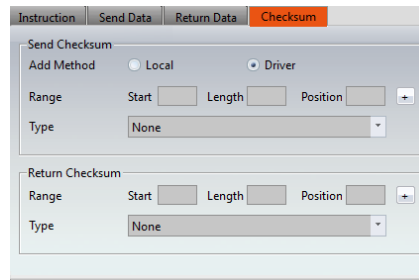 Instruction Send Data Return Data Checksum
Send Checksum
Add Method Local Driver
Range Start Length Position +
Type None
Return Checksum
Range Start Length Position +
Type None